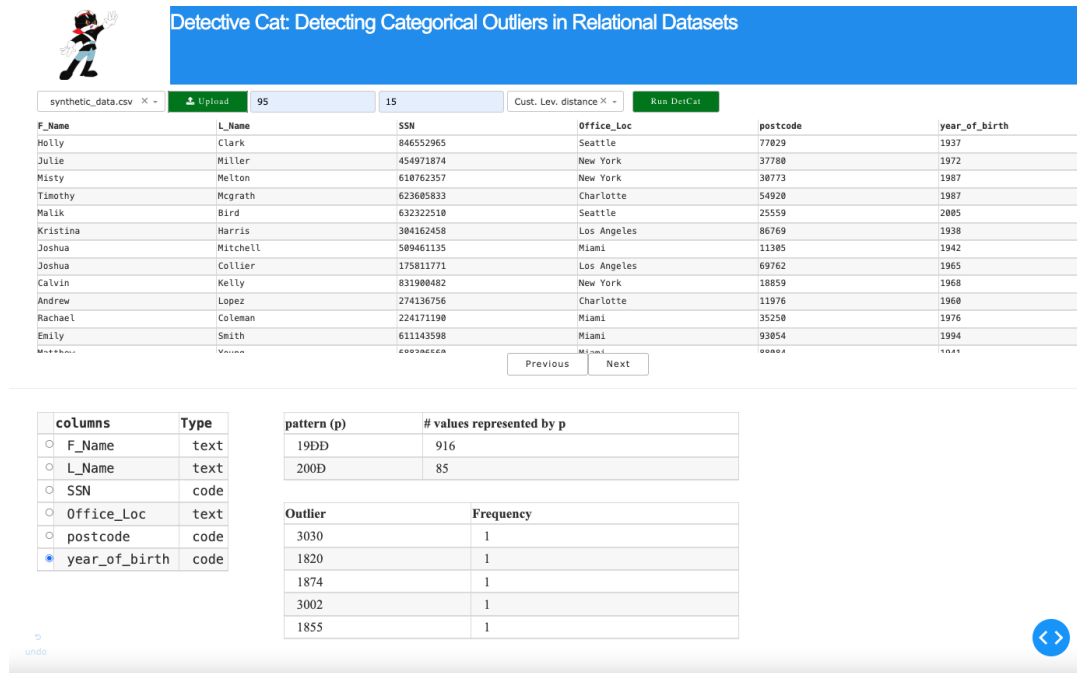 Detective Cat: Detecting Categorical Outliers in Relational Datasets
synthetic_data.csv × Upload 95 15 Cust. Lev. distance × Run DetCat
F_Name L_Name SSN Office_Loc postcode year_of_birth
Holly Clark 846552965 Seattle 77029 1937
Julie Miller 454971874 New York 37780 1972
Misty Melton 610762357 New York 30773 1987
Timothy Mcgrath 623605833 Charlotte 54920 1987
Malik Bird 632322510 Seattle 25559 2005
Kristina Harris 304162458 Los Angeles 86769 1938
Joshua Mitchell 509461135 Miami 11305 1942
Joshua Collier 175811771 Los Angeles 69762 1965
Calvin Kelly 831900482 New York 18859 1968
Andrew Lopez 274136756 Charlotte 11976 1960
Rachael Coleman 224171190 Miami 35250 1976
Emily Smith 611143598 Miami 93054 1994
Matthew Young 688306560 Miami 88084 1941
Previous Next
columns Type
F_Name text
L_Name text
SSN code
Office_Loc text
postcode code
year_of_birth code
pattern (p) # values represented by p
19ĐĐ 916
200Đ 85
Outlier Frequency
3030 1
1820 1
1874 1
3002 1
1855 1
undo